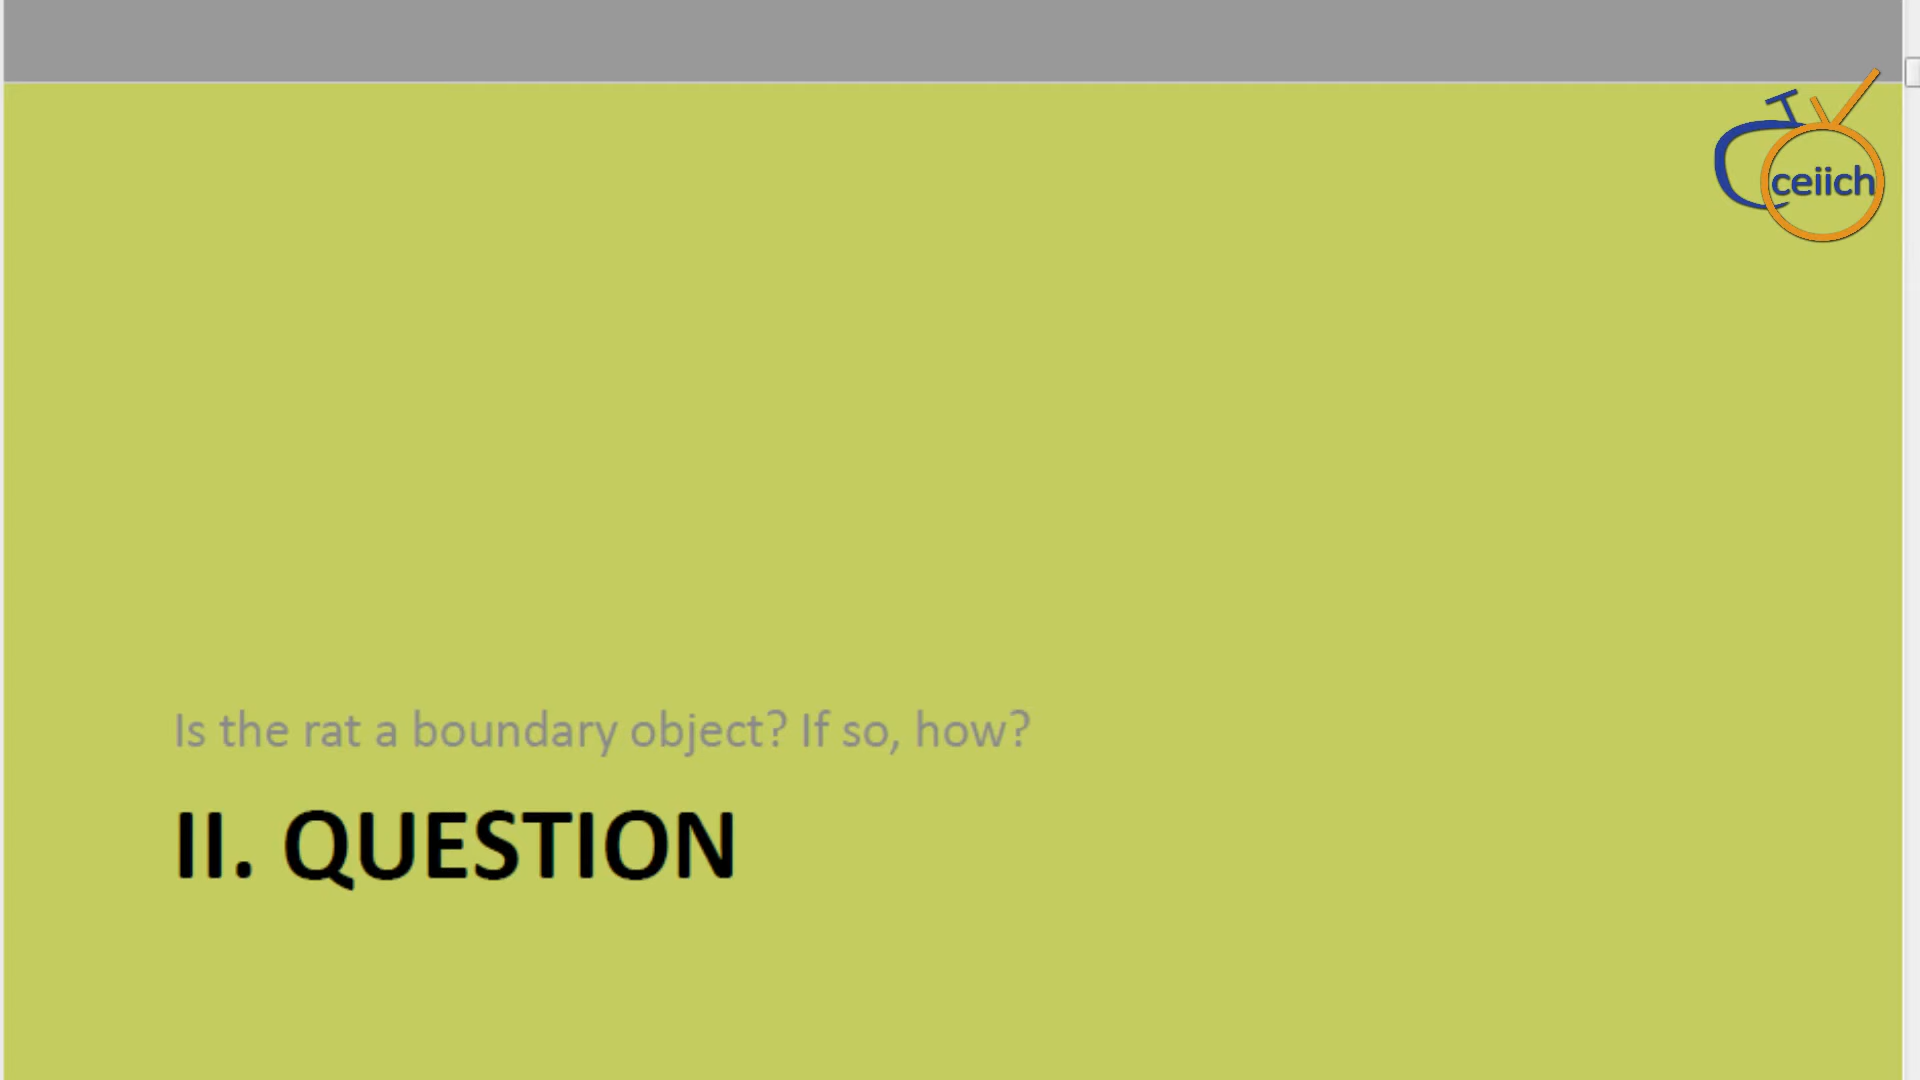 ceiich
Is the rat a boundary object? If so, how?
II. QUESTION